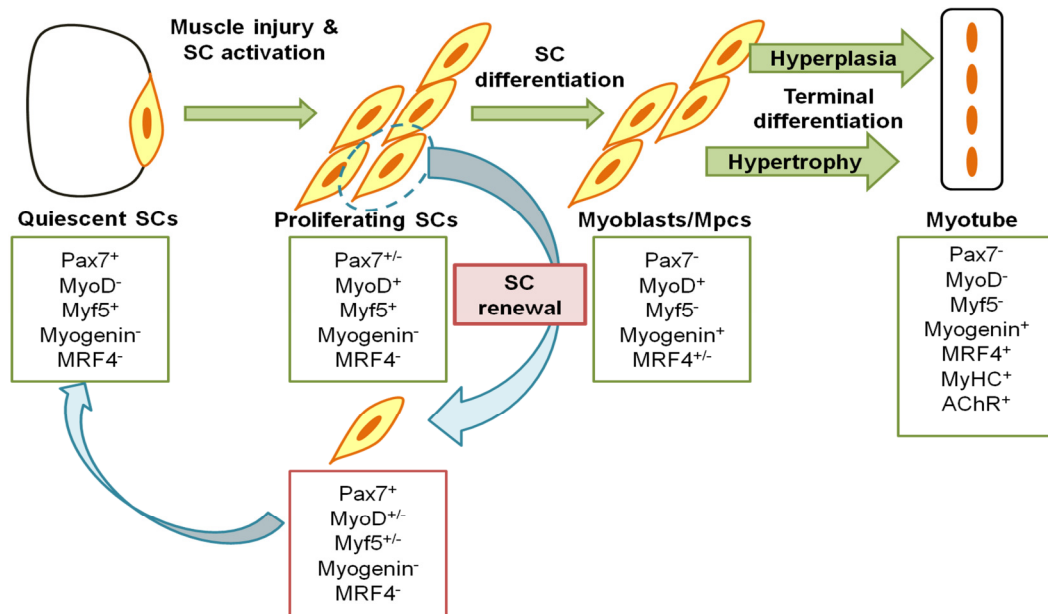 Muscle injury &
SC activation
SC
differentiation
Hyperplasia
Terminal
differentiation
Hypertrophy
Quiescent SCs
Pax7⁺
MyoD⁻
Myf5⁺
Myogenin⁻
MRF4⁻
Proliferating SCs
Pax7⁺/⁻
MyoD⁺
Myf5⁺
Myogenin⁻
MRF4⁻
SC
renewal
Myoblasts/Mpcs
Pax7⁻
MyoD⁺
Myf5⁻
Myogenin⁺
MRF4⁺/⁻
Myotube
Pax7⁻
MyoD⁻
Myf5⁻
Myogenin⁺
MRF4⁺
MyHC⁺
AChR⁺
Pax7⁺
MyoD⁺/⁻
Myf5⁺/⁻
Myogenin⁻
MRF4⁻